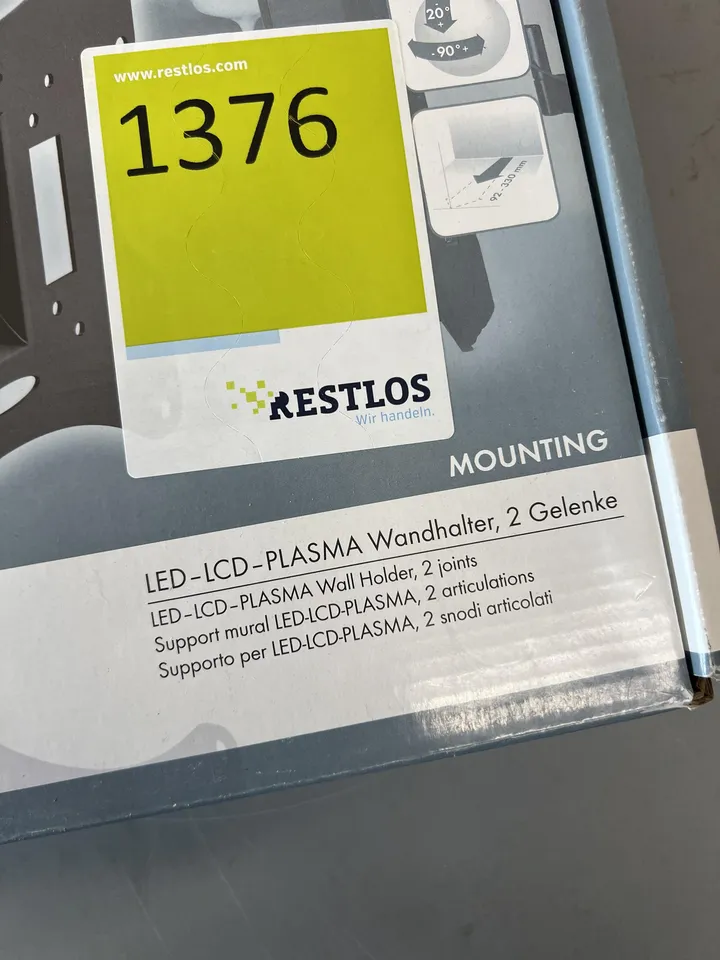 20°
+
- 90° +
www.restlos.com
1376
92 - 330 mm
RESTLOS
Wir handeln.
MOUNTING
LED-LCD-PLASMA Wandhalter, 2 Gelenke
LED-LCD-PLASMA Wall Holder, 2 joints
Support mural LED-LCD-PLASMA, 2 articulations
Supporto per LED-LCD-PLASMA, 2 snodi articolati